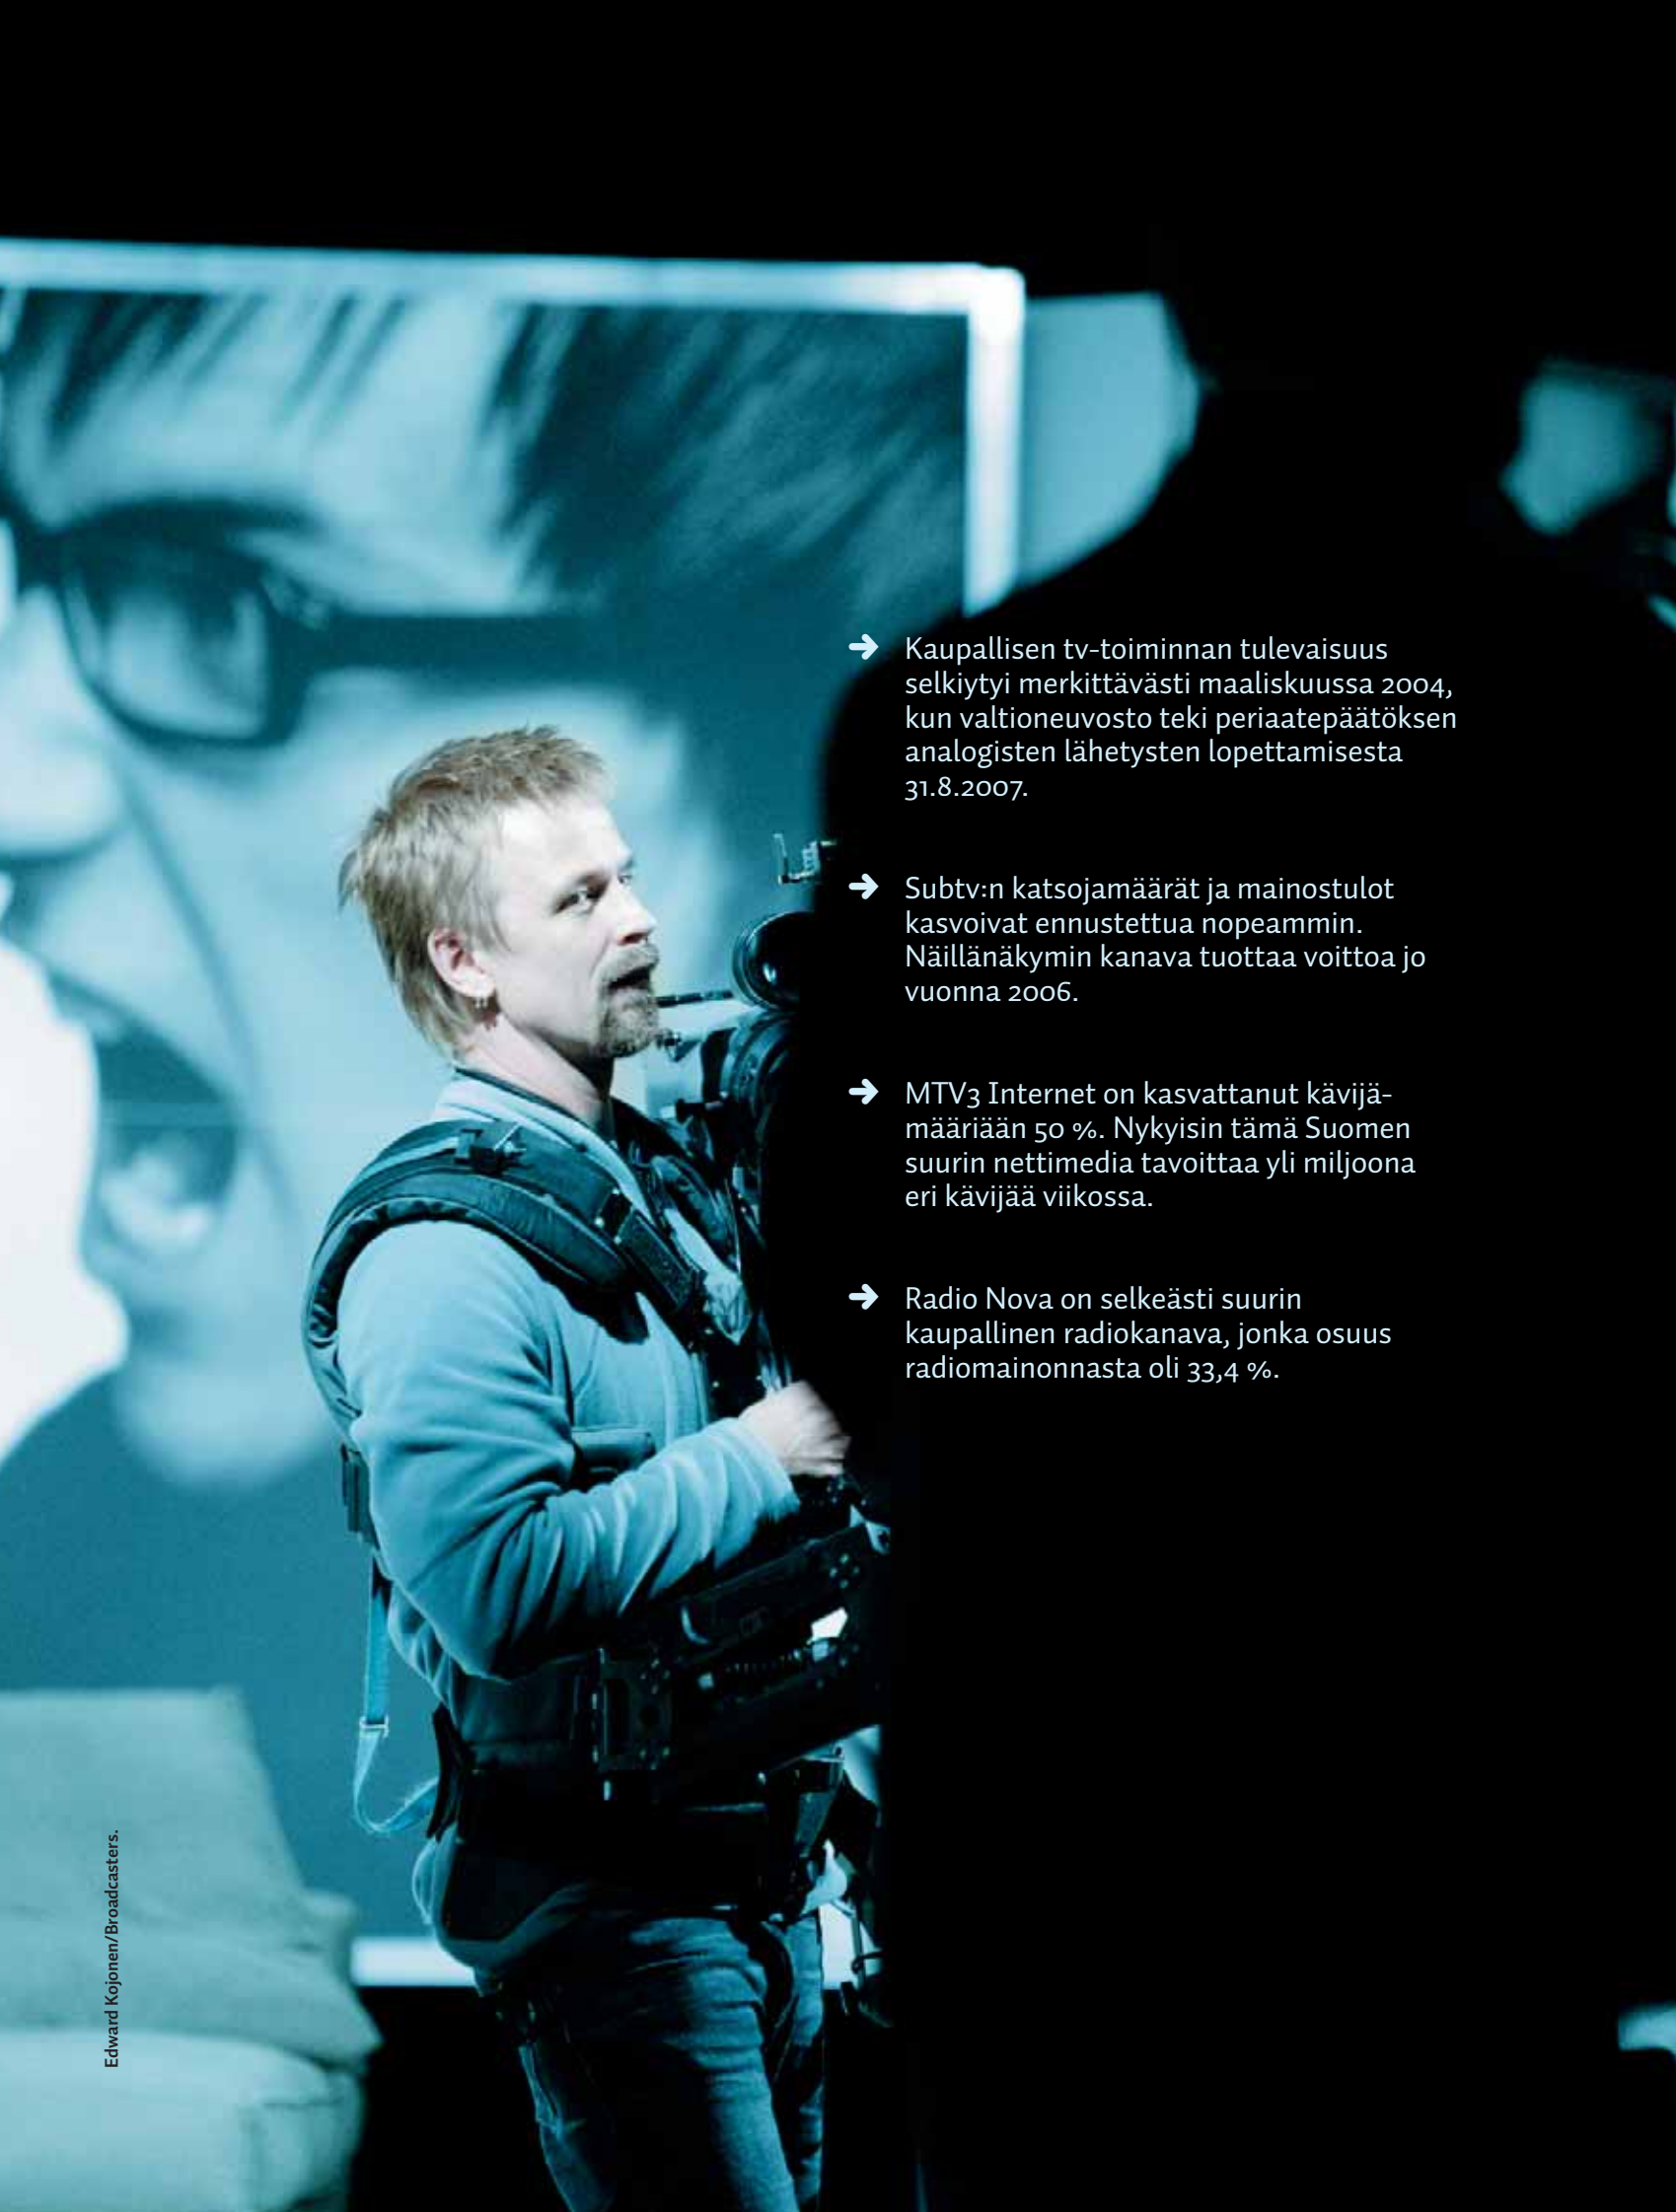 → Kaupallisen tv-toiminnan tulevaisuus
selkiytyi merkittävästi maaliskuussa 2004,
kun valtioneuvosto teki periaatepäätöksen
analogisten lähetysten lopettamisesta
31.8.2007.
→ Subtv:n katsojamäärät ja mainostulot
kasvoivat ennustettua nopeammin.
Näillänäkymin kanava tuottaa voittoa jo
vuonna 2006.
→ MTV3 Internet on kasvattanut kävijä-
määriään 50 %. Nykyisin tämä Suomen
suurin nettimedia tavoittaa yli miljoona
eri kävijää viikossa.
→ Radio Nova on selkeästi suurin
kaupallinen radiokanava, jonka osuus
radiomainonnasta oli 33,4 %.
Edward Kojonen/Broadcasters.